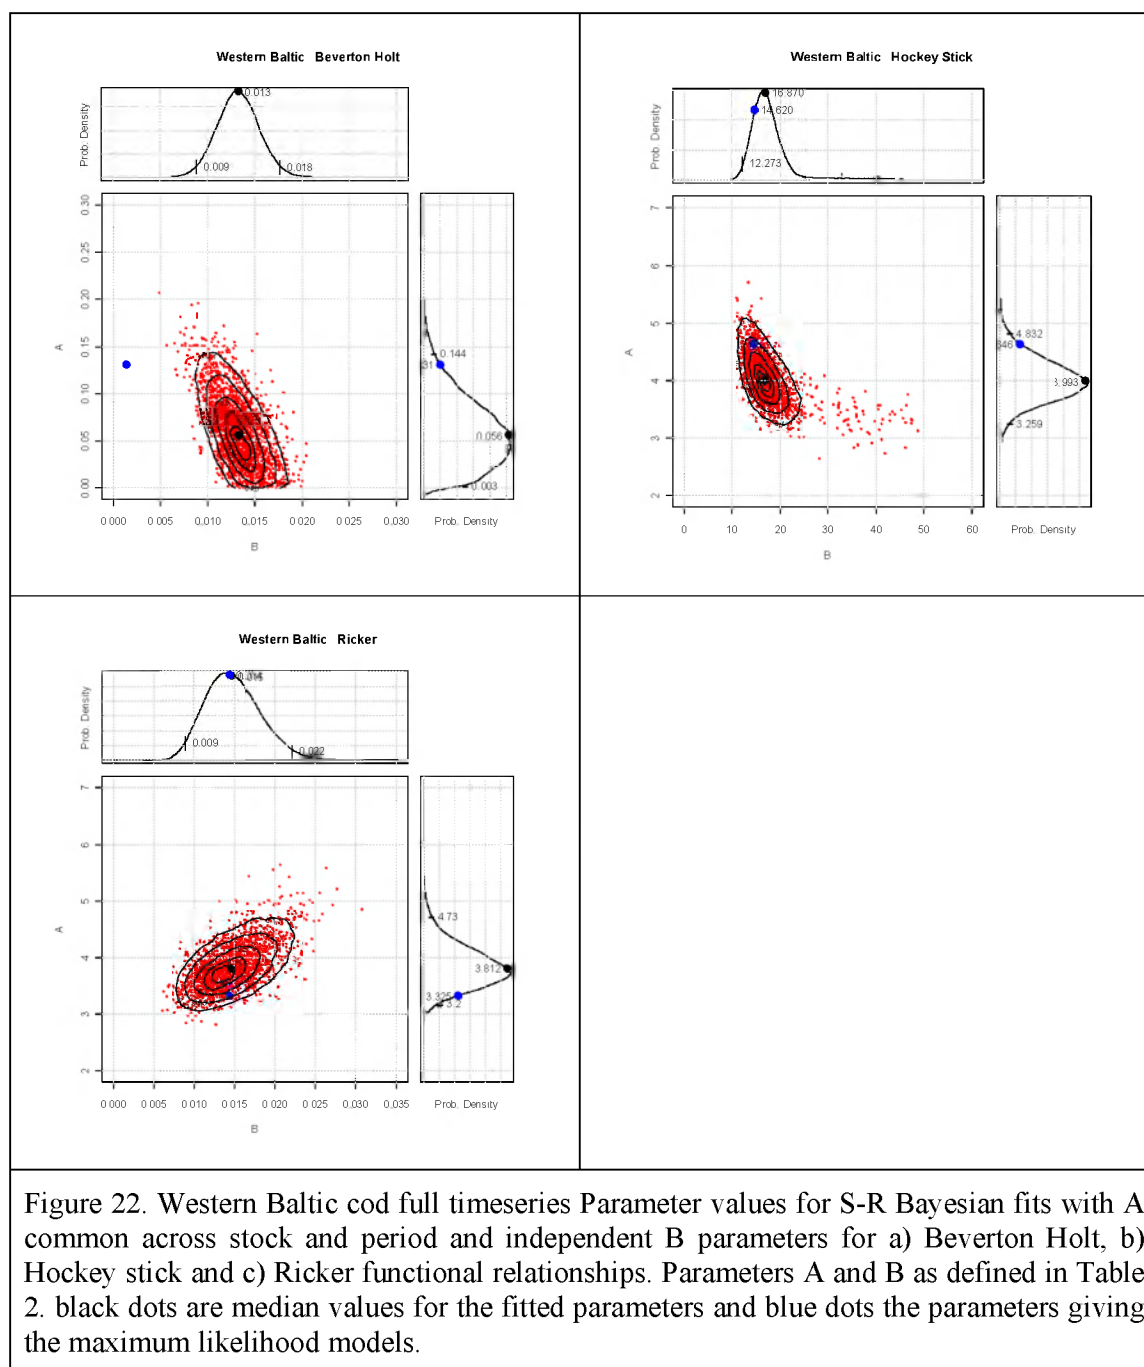 Western Baltic Beverton Holt
Prob. Density
0.013
0.009
0.018
A
0.30
0.25
0.20
0.15
0.10
0.05
0.00
0.144
31
0.056
0.003
0 000 0 005 0,010 0.015 0 020 0.025 0,030
Prob. Density
B
Western Baltic Hockey Stick
Prob. Density
16.870
14.620
12.273
A
7
6
5
4
3
2
4.832
646
3.993
3.259
0 10 20 30 40 50 60
Prob. Density
B
Western Baltic Ricker
Prob. Density
0.009
0.022
A
7
6
5
4
3
2
4.73
3.812
3.325
3.2
0 000 0 005 0.010 0.015 0 020 0.025 0,030 0,035
Prob. Density
B
Figure 22. Western Baltic cod full timeseries Parameter values for S-R Bayesian fits with A
common across stock and period and independent B parameters for a) Beverton Holt, b)
Hockey stick and c) Ricker functional relationships. Parameters A and B as defined in Table
2. black dots are median values for the fitted parameters and blue dots the parameters giving
the maximum likelihood models.